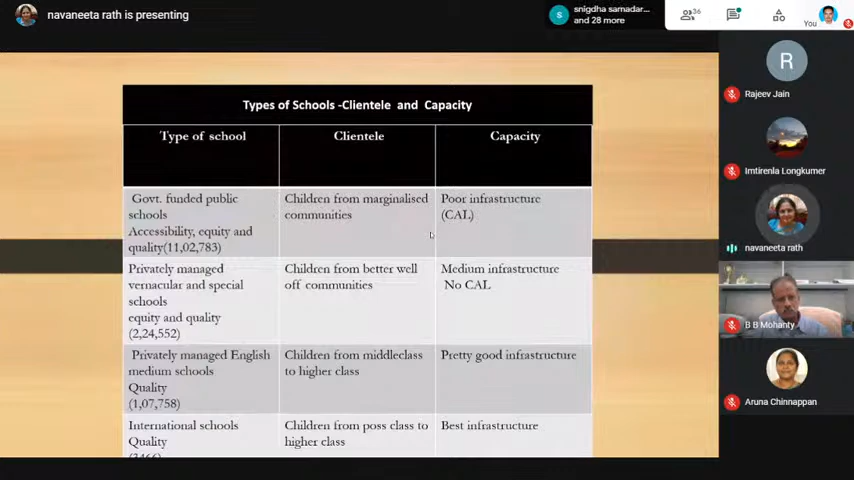 navaneeta rath is presenting
S
snigdha samadar...
and 28 more
36
You
Types of Schools -Clientele and Capacity
Type of school
Clientele
Capacity
Govt. funded public
schools
Accessibility, equity and
quality(11,02,783)
Children from marginalised
communities
Poor infrastructure
(CAL)
Privately managed
vernacular and special
schools
equity and quality
(2,24,552)
Children from better well
off communities
Medium infrastructure
No CAL
Privately managed English
medium schools
Quality
(1,07,758)
Children from middleclass
to higher class
Pretty good infrastructure
International schools
Quality
Children from poss class to
higher class
Best infrastructure
R
Rajeev Jain
Imtirenla Longkumer
navaneeta rath
B B Mohanty
Aruna Chinnappan